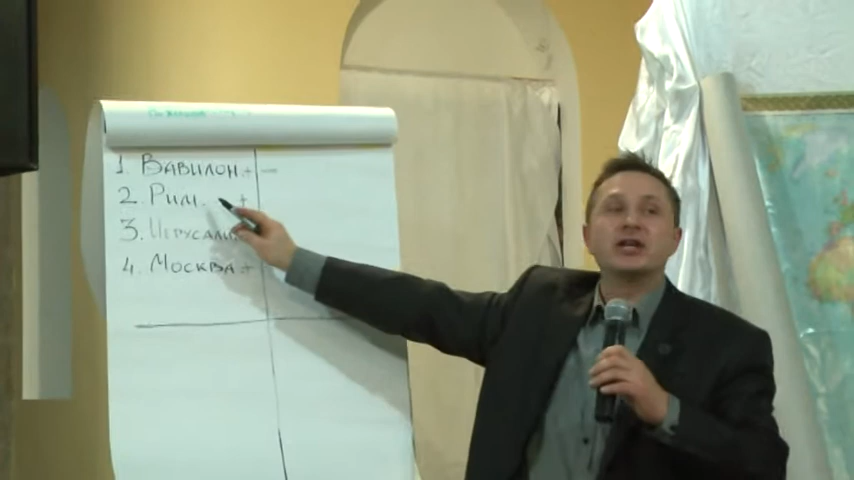 1. Вавилон + -
2. Рим. +
3. Иерусалим
4. Москва +